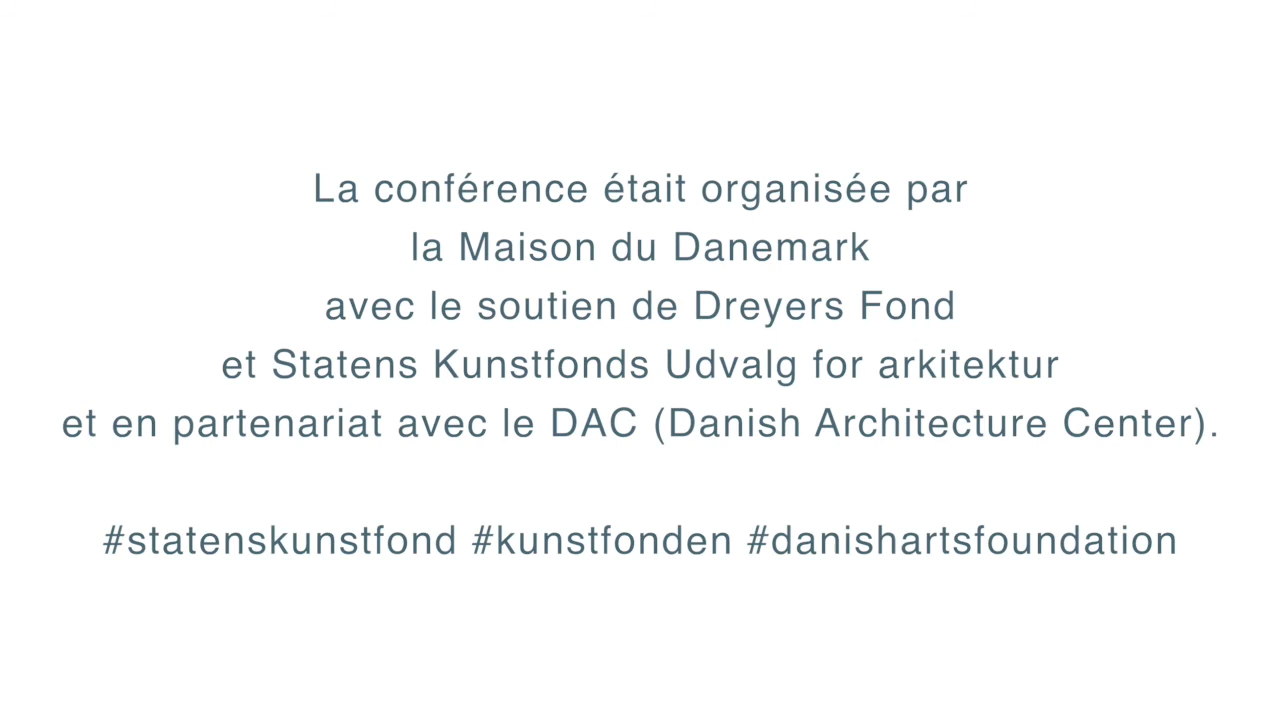 La conférence était organisée par
la Maison du Danemark
avec le soutien de Dreyers Fond
et Statens Kunstfonds Udvalg for arkitektur
et en partenariat avec le DAC (Danish Architecture Center).
#statenskunstfond #kunstfonden #danishartsfoundation